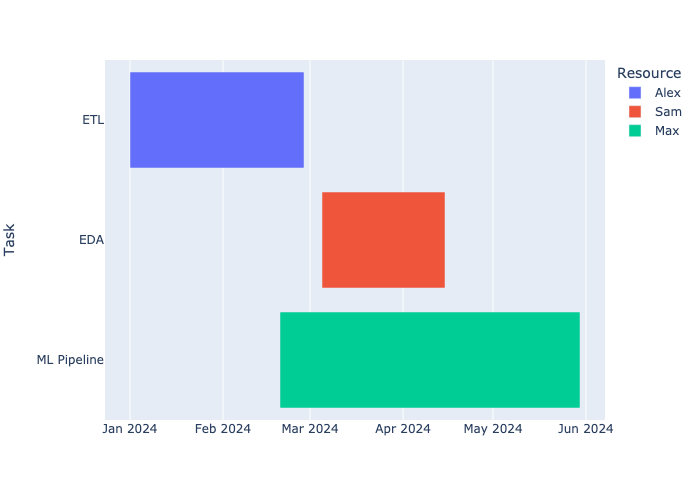 Resource
Alex
Sam
Max
Task
ETL
EDA
ML Pipeline
Jan 2024 Feb 2024 Mar 2024 Apr 2024 May 2024 Jun 2024